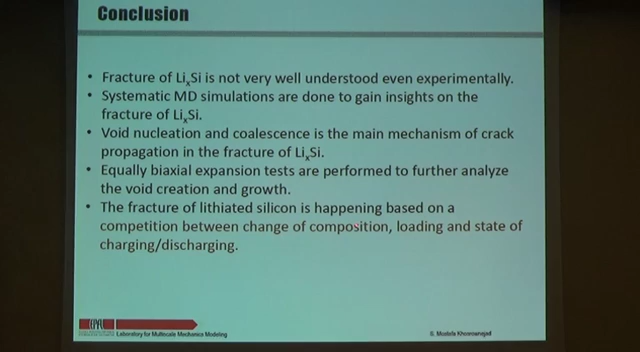 Conclusion
• Fracture of LixSi is not very well understood even experimentally.
• Systematic MD simulations are done to gain insights on the
fracture of LixSi.
• Void nucleation and coalescence is the main mechanism of crack
propagation in the fracture of LixSi.
• Equally biaxial expansion tests are performed to further analyze
the void creation and growth.
• The fracture of lithiated silicon is happening based on a
competition between change of composition, loading and state of
charging/discharging.
Laboratory for Multiscale Mechanics Modeling